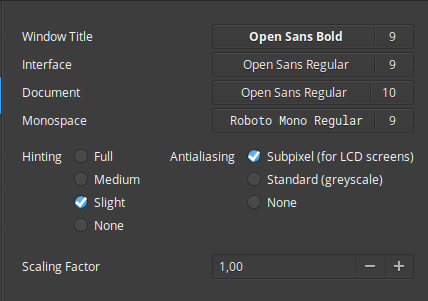 Window Title Open Sans Bold 9
Interface Open Sans Regular 9
Document Open Sans Regular 10
Monospace Roboto Mono Regular 9
Hinting Full Antialiasing Subpixel (for LCD screens)
Medium Standard (greyscale)
Slight None
None
Scaling Factor 1,00 − +